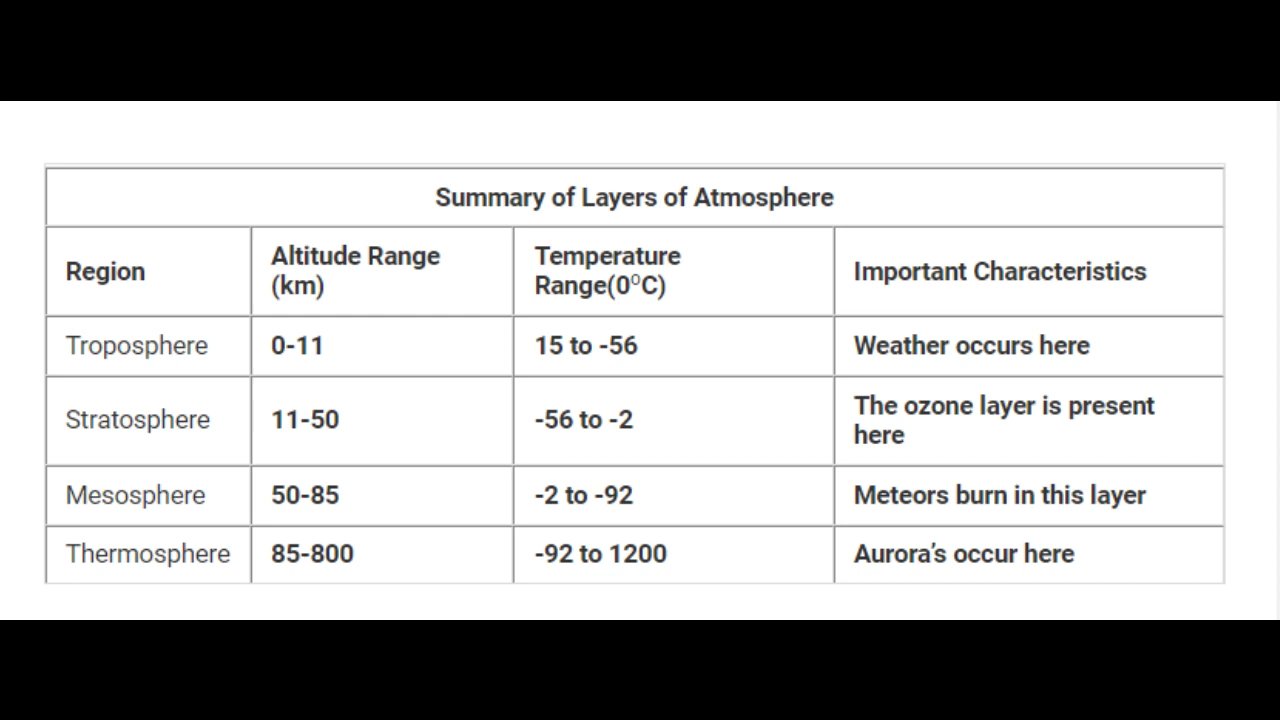 Summary of Layers of Atmosphere
Region
Altitude Range
(km)
Temperature
Range(0⁰C)
Important Characteristics
Troposphere
0-11
15 to -56
Weather occurs here
Stratosphere
11-50
-56 to -2
The ozone layer is present
here
Mesosphere
50-85
-2 to -92
Meteors burn in this layer
Thermosphere
85-800
-92 to 1200
Aurora’s occur here